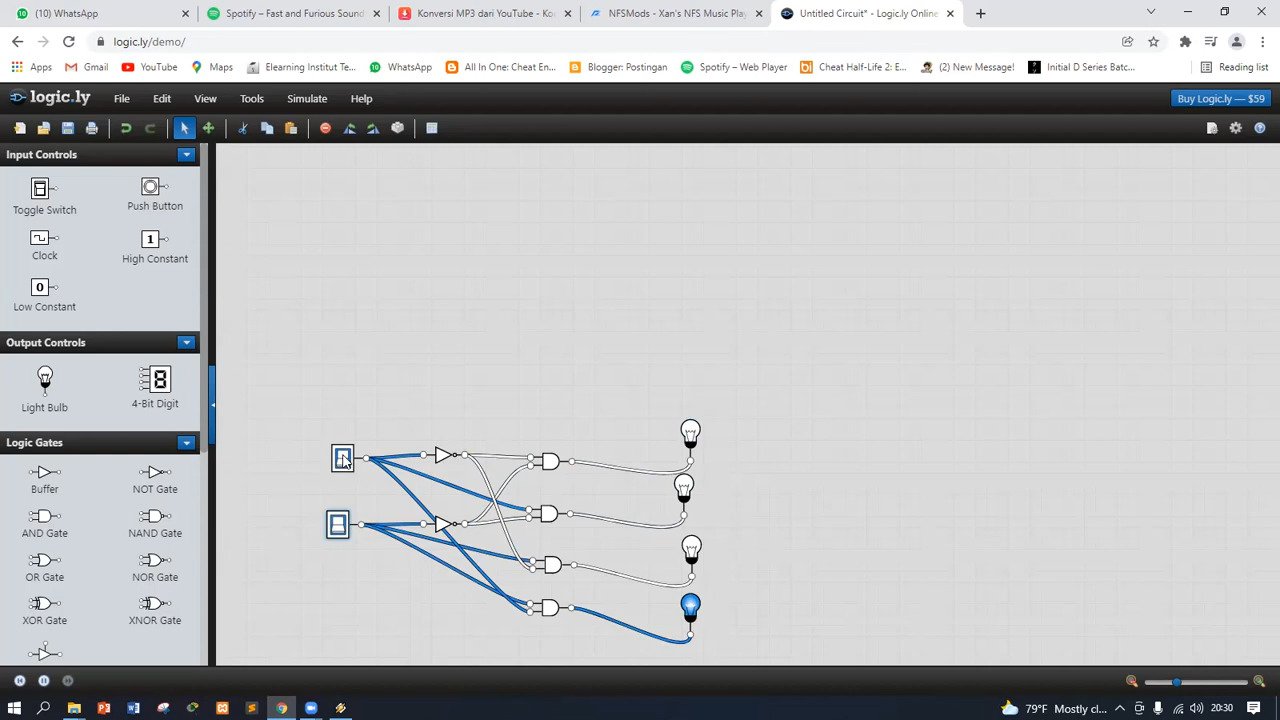 WhatsApp
Spotify – Fast and Furious Sound
Konversi MP3 dari YouTube - Ko
NFSMods - Xan's NFS Music Play
Untitled Circuit* - Logic.ly Online
logic.ly/demo/
Apps
Gmail
YouTube
Maps
Elearning Institut Te...
WhatsApp
All In One: Cheat En...
Blogger: Postingan
Spotify – Web Player
Cheat Half-Life 2: E...
(2) New Message!
Initial D Series Batc...
Reading list
logic.ly
File
Edit
View
Tools
Simulate
Help
Buy Logic.ly — $59
Input Controls
Toggle Switch
Push Button
Clock
1
High Constant
0
Low Constant
Output Controls
Light Bulb
8
4-Bit Digit
Logic Gates
Buffer
NOT Gate
AND Gate
NAND Gate
OR Gate
NOR Gate
XOR Gate
XNOR Gate
79°F Mostly cl...
20:30